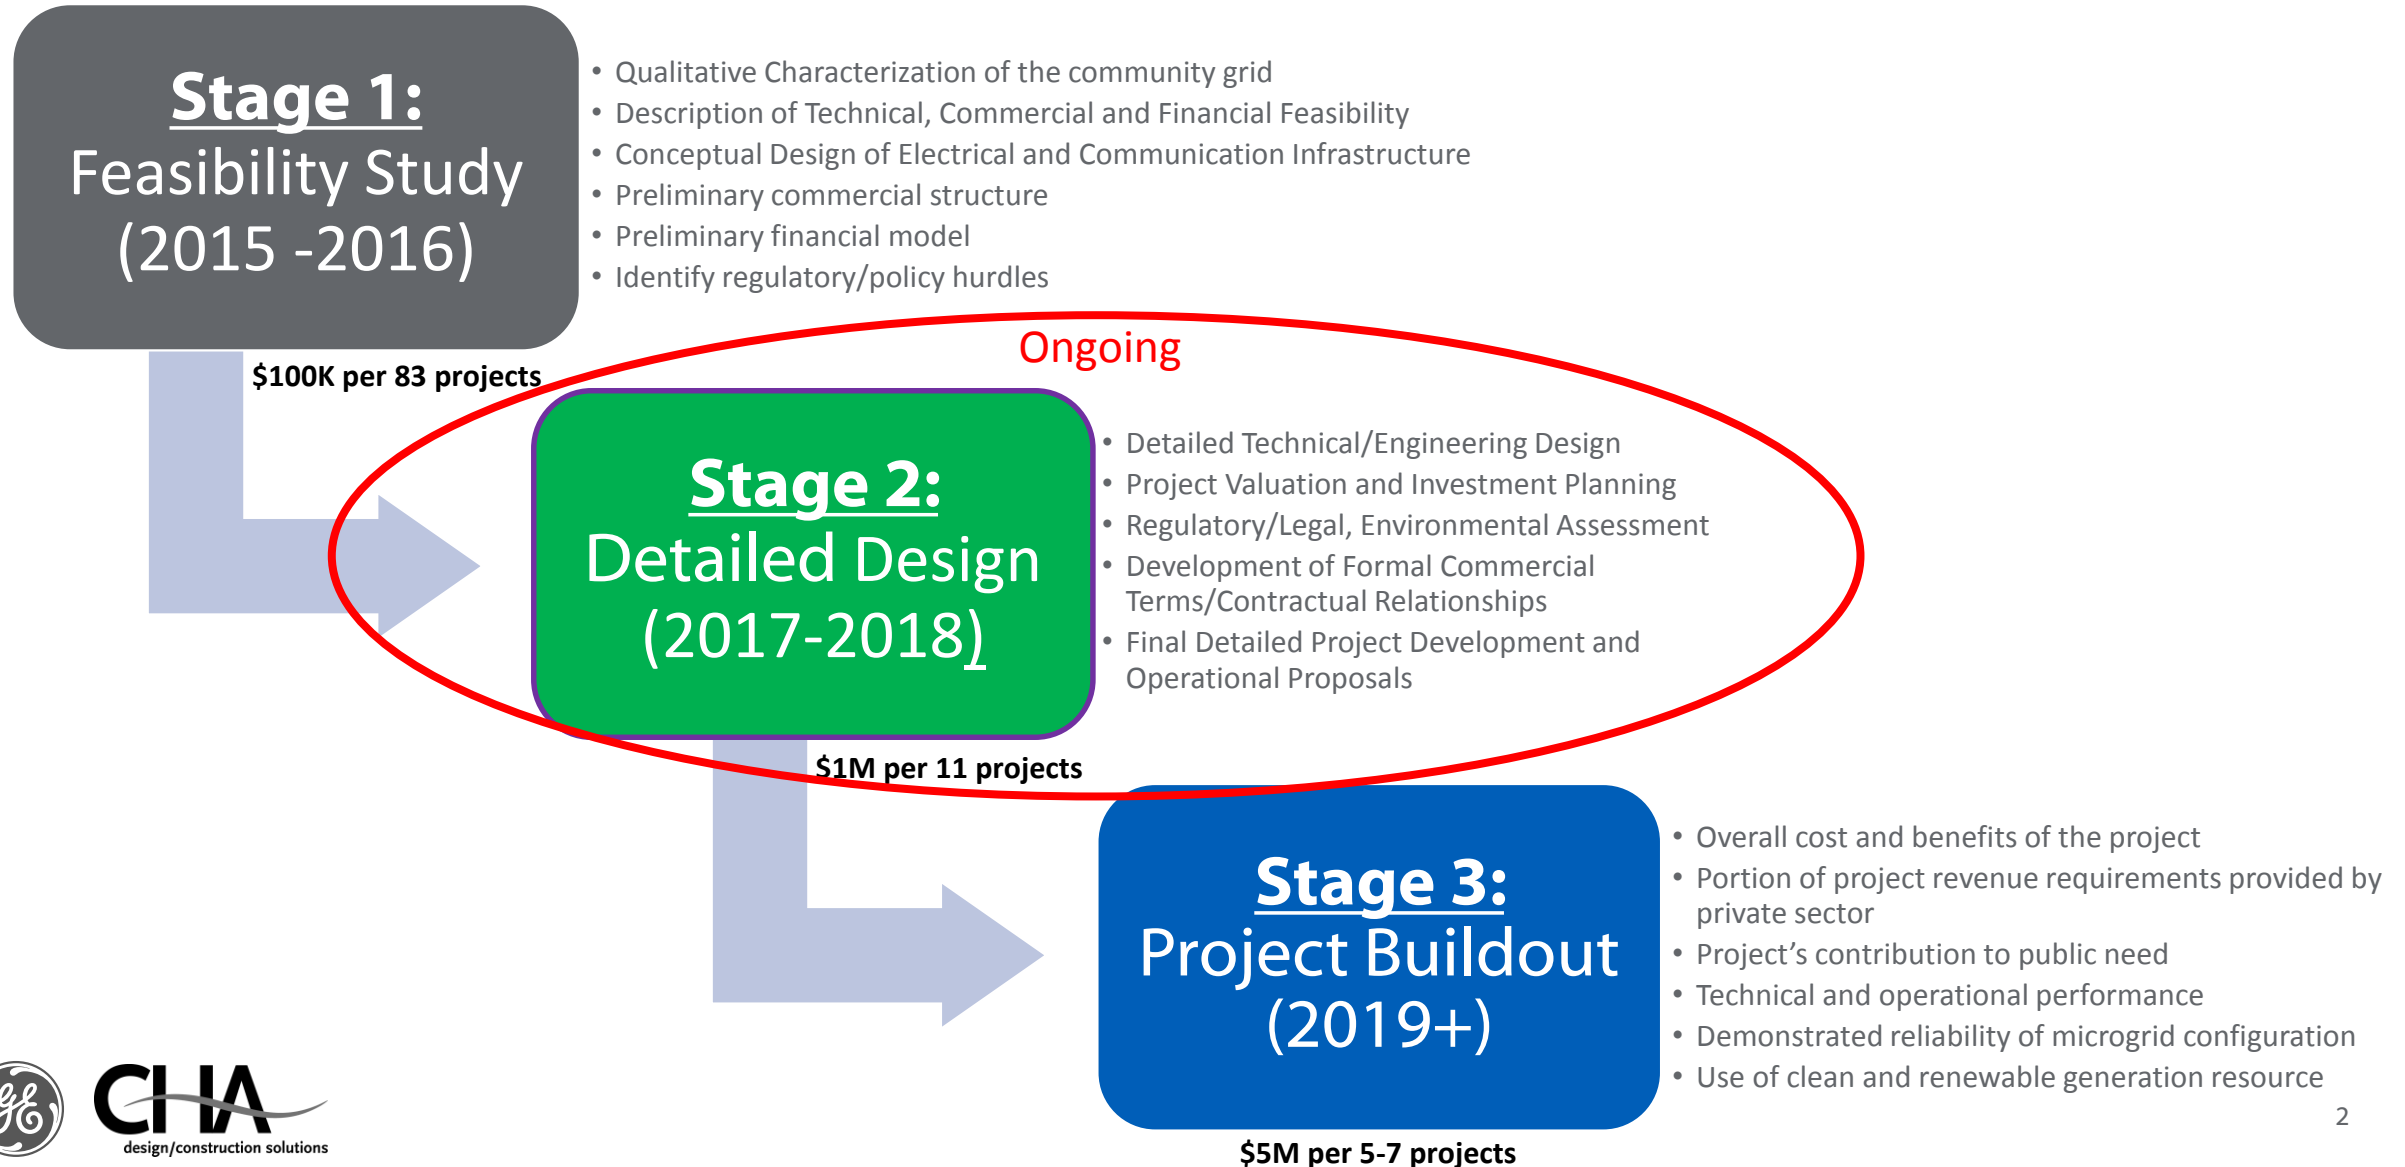 Stage 1:
Feasibility Study
(2015 -2016)
• Qualitative Characterization of the community grid
• Description of Technical, Commercial and Financial Feasibility
• Conceptual Design of Electrical and Communication Infrastructure
• Preliminary commercial structure
• Preliminary financial model
• Identify regulatory/policy hurdles
$100K per 83 projects
Ongoing
Stage 2:
Detailed Design
(2017-2018)
• Detailed Technical/Engineering Design
• Project Valuation and Investment Planning
• Regulatory/Legal, Environmental Assessment
• Development of Formal Commercial
Terms/Contractual Relationships
• Final Detailed Project Development and
Operational Proposals
$1M per 11 projects
Stage 3:
Project Buildout
(2019+)
• Overall cost and benefits of the project
• Portion of project revenue requirements provided by
private sector
• Project’s contribution to public need
• Technical and operational performance
• Demonstrated reliability of microgrid configuration
• Use of clean and renewable generation resource
$5M per 5-7 projects
GE
CHA
design/construction solutions
2